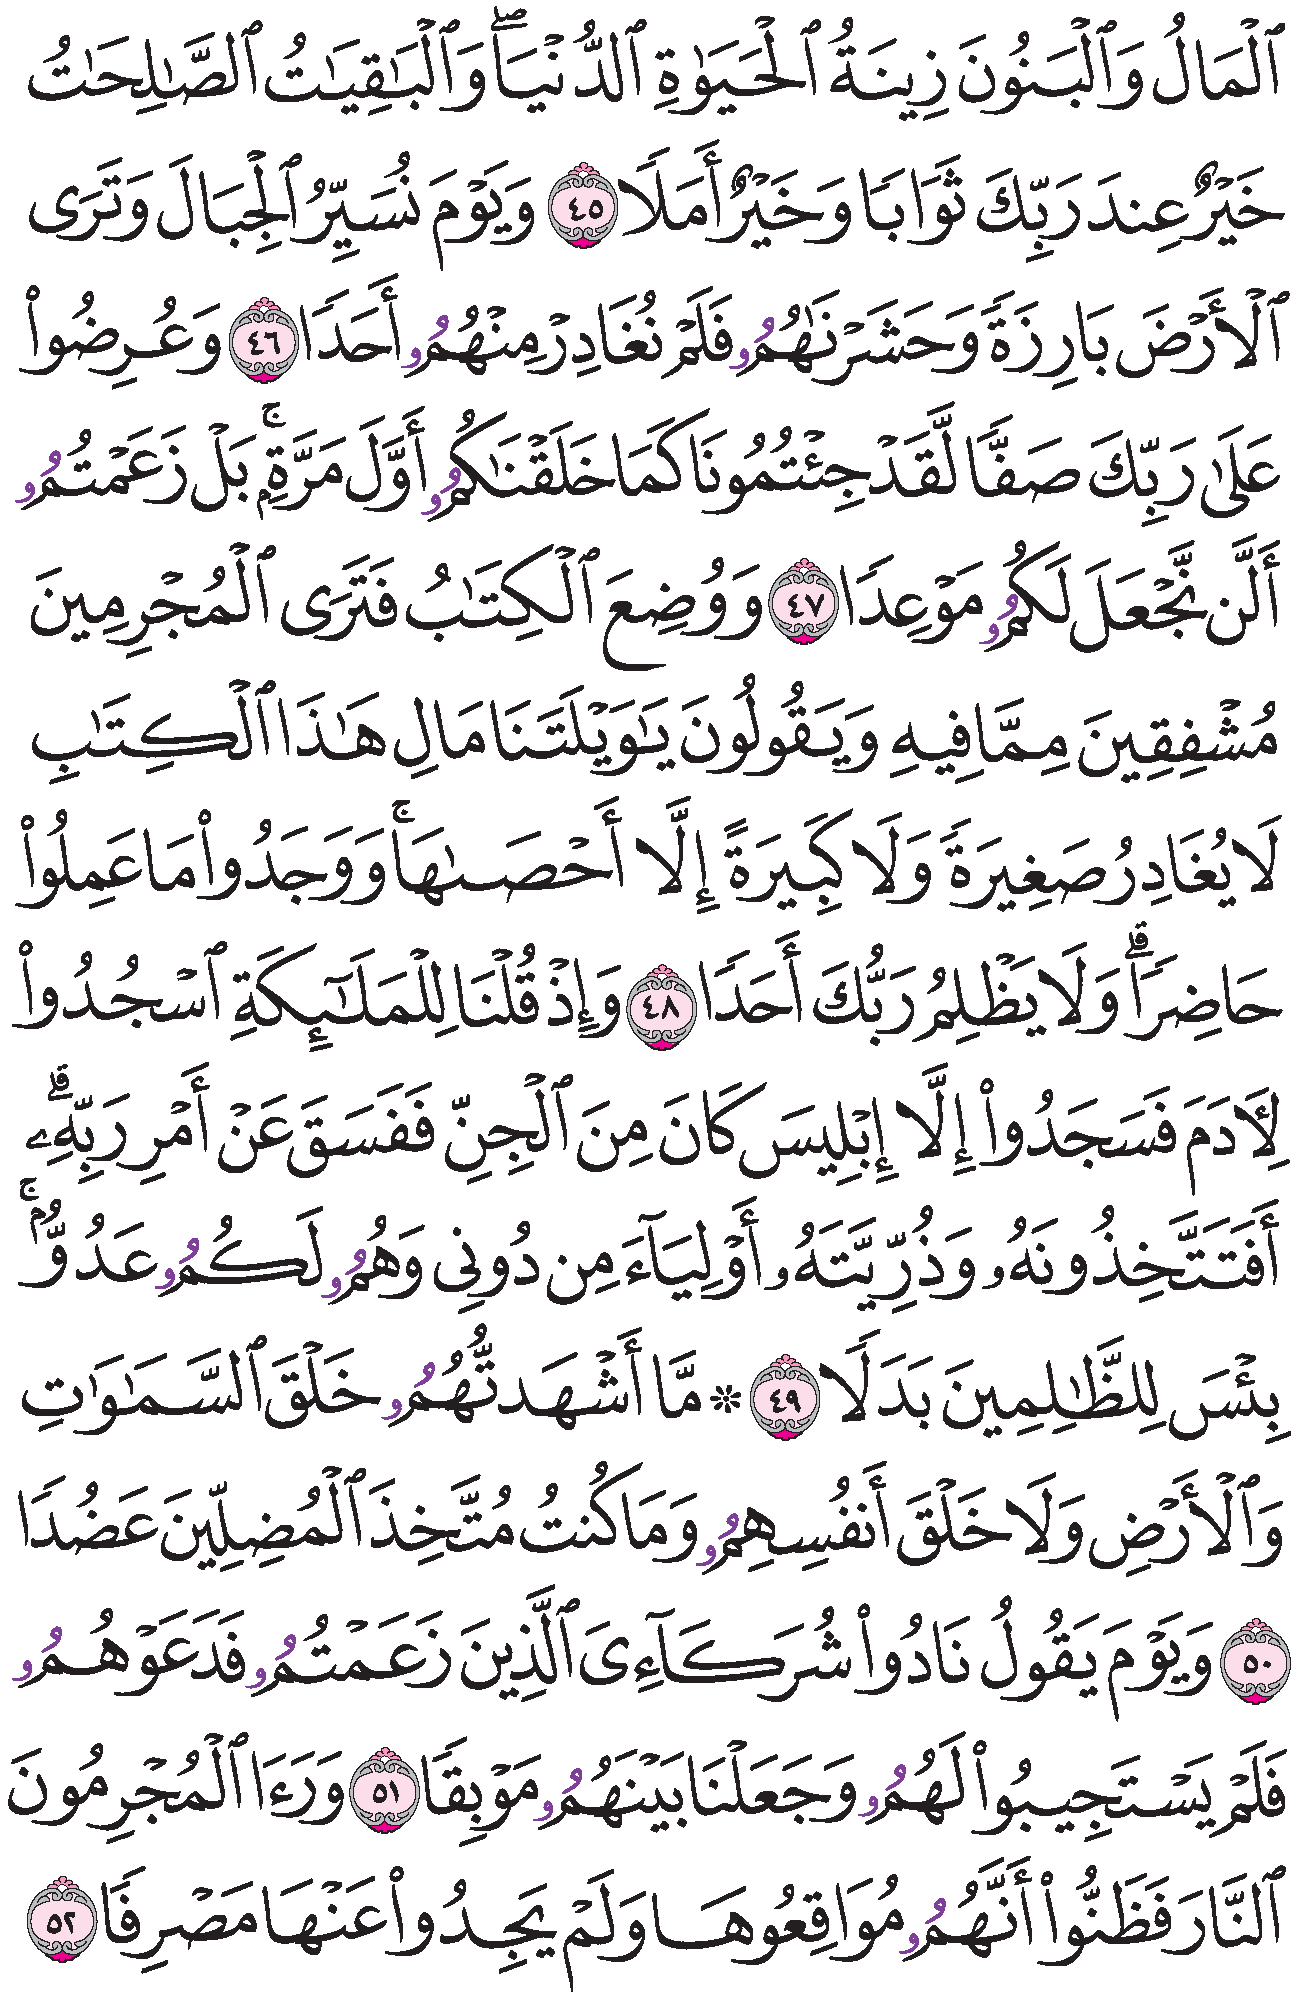 ٱلۡمَالُ وَٱلۡبَنُونَ زِينَةُ ٱلۡحَيَوٰةِ ٱلدُّنۡيَاۖ وَٱلۡبَٰقِيَٰتُ ٱلصَّٰلِحَٰتُ
خَيۡرٌ عِندَ رَبِّكَ ثَوَابٗا وَخَيۡرٌ أَمَلٗا ٤٥ وَيَوۡمَ نُسَيِّرُ ٱلۡجِبَالَ وَتَرَى
ٱلۡأَرۡضَ بَارِزَةٗ وَحَشَرۡنَٰهُمُۥ فَلَمۡ نُغَادِرۡ مِنۡهُمُۥ أَحَدٗا ٤٦ وَعُرِضُواْ
عَلَىٰ رَبِّكَ صَفّٗا لَّقَدۡ جِئۡتُمُونَا كَمَا خَلَقۡنَٰكُمُۥ أَوَّلَ مَرَّةِۭۚ بَلۡ زَعَمۡتُمُۥ
أَلَّن نَّجۡعَلَ لَكُمُۥ مَوۡعِدٗا ٤٧ وَوُضِعَ ٱلۡكِتَٰبُ فَتَرَى ٱلۡمُجۡرِمِينَ
مُشۡفِقِينَ مِمَّا فِيهِ وَيَقُولُونَ يَٰوَيۡلَتَنَا مَالِ هَٰذَا ٱلۡكِتَٰبِ
لَا يُغَادِرُ صَغِيرَةٗ وَلَا كَبِيرَةً إِلَّا أَحۡصَىٰهَاۚ وَوَجَدُواْ مَا عَمِلُواْ
حَاضِرٗاۗ وَلَا يَظۡلِمُ رَبُّكَ أَحَدٗا ٤٨ وَإِذۡ قُلۡنَا لِلۡمَلَٰٓئِكَةِ ٱسۡجُدُواْ
لِأٓدَمَ فَسَجَدُواْ إِلَّا إِبۡلِيسَ كَانَ مِنَ ٱلۡجِنِّ فَفَسَقَ عَنۡ أَمۡرِ رَبِّهِۦۗ
أَفَتَتَّخِذُونَهُۥ وَذُرِّيَّتَهُۥ أَوۡلِيَآءَ مِن دُونِي وَهُمُۥ لَكُمُۥ عَدُوُّۢۚ
بِئۡسَ لِلظَّٰلِمِينَ بَدَلٗا ٤٩ ۞ مَّا أَشۡهَدتُّهُمُۥ خَلۡقَ ٱلسَّمَٰوَٰتِ
وَٱلۡأَرۡضِ وَلَا خَلۡقَ أَنفُسِهِمُۥ وَمَا كُنتُ مُتَّخِذَ ٱلۡمُضِلِّينَ عَضُدٗا
٥٠ وَيَوۡمَ يَقُولُ نَادُواْ شُرَكَآءِيَ ٱلَّذِينَ زَعَمۡتُمُۥ فَدَعَوۡهُمُۥ
فَلَمۡ يَسۡتَجِيبُواْ لَهُمُۥ وَجَعَلۡنَا بَيۡنَهُمُۥ مَوۡبِقٗا ٥١ وَرَءَا ٱلۡمُجۡرِمُونَ
ٱلنَّارَ فَظَنُّواْ أَنَّهُمُۥ مُوَاقِعُوهَا وَلَمۡ يَجِدُواْ عَنۡهَا مَصۡرِفٗا ٥٢